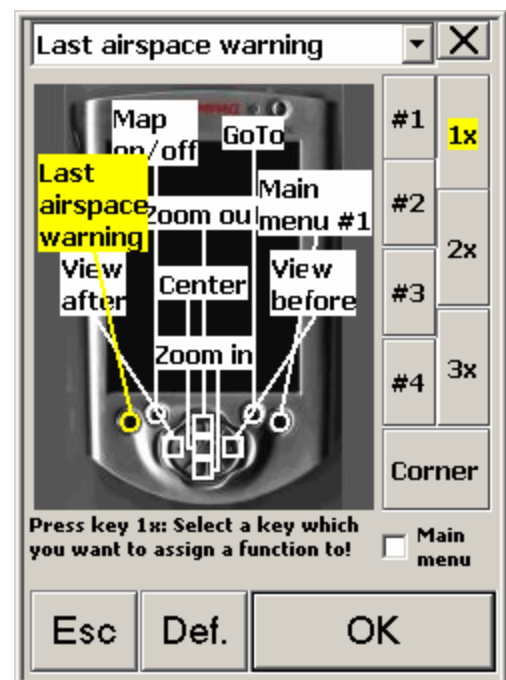 Last airspace warning
X
#1
1x
Map
on/off
GoTo
Last
airspace
warning
Zoom ou
Main
menu #1
#2
2x
View
after
Center
View
before
#3
Zoom in
#4
3x
Corner
Press key 1x: Select a key which
you want to assign a function to!
Main
menu
Esc
Def.
OK